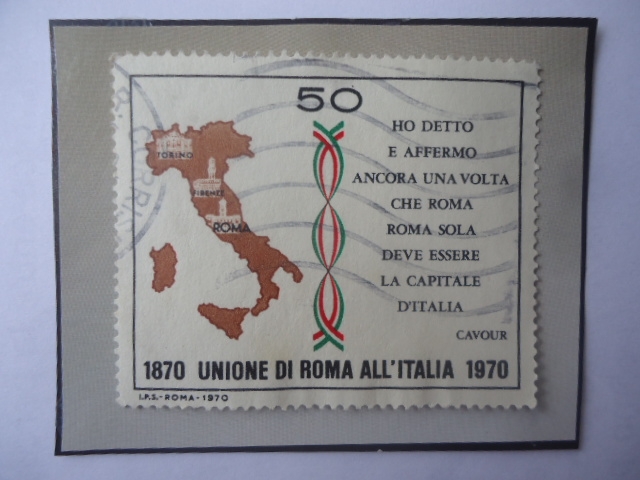 50
TORINO
FIRENZE
ROMA
HO DETTO
E AFFERMO
ANCORA UNA VOLTA
CHE ROMA
ROMA SOLA
DEVE ESSERE
LA CAPITALE
D'ITALIA
CAVOUR
1870 UNIONE DI ROMA ALL'ITALIA 1970
I.P.S.-ROMA-1970